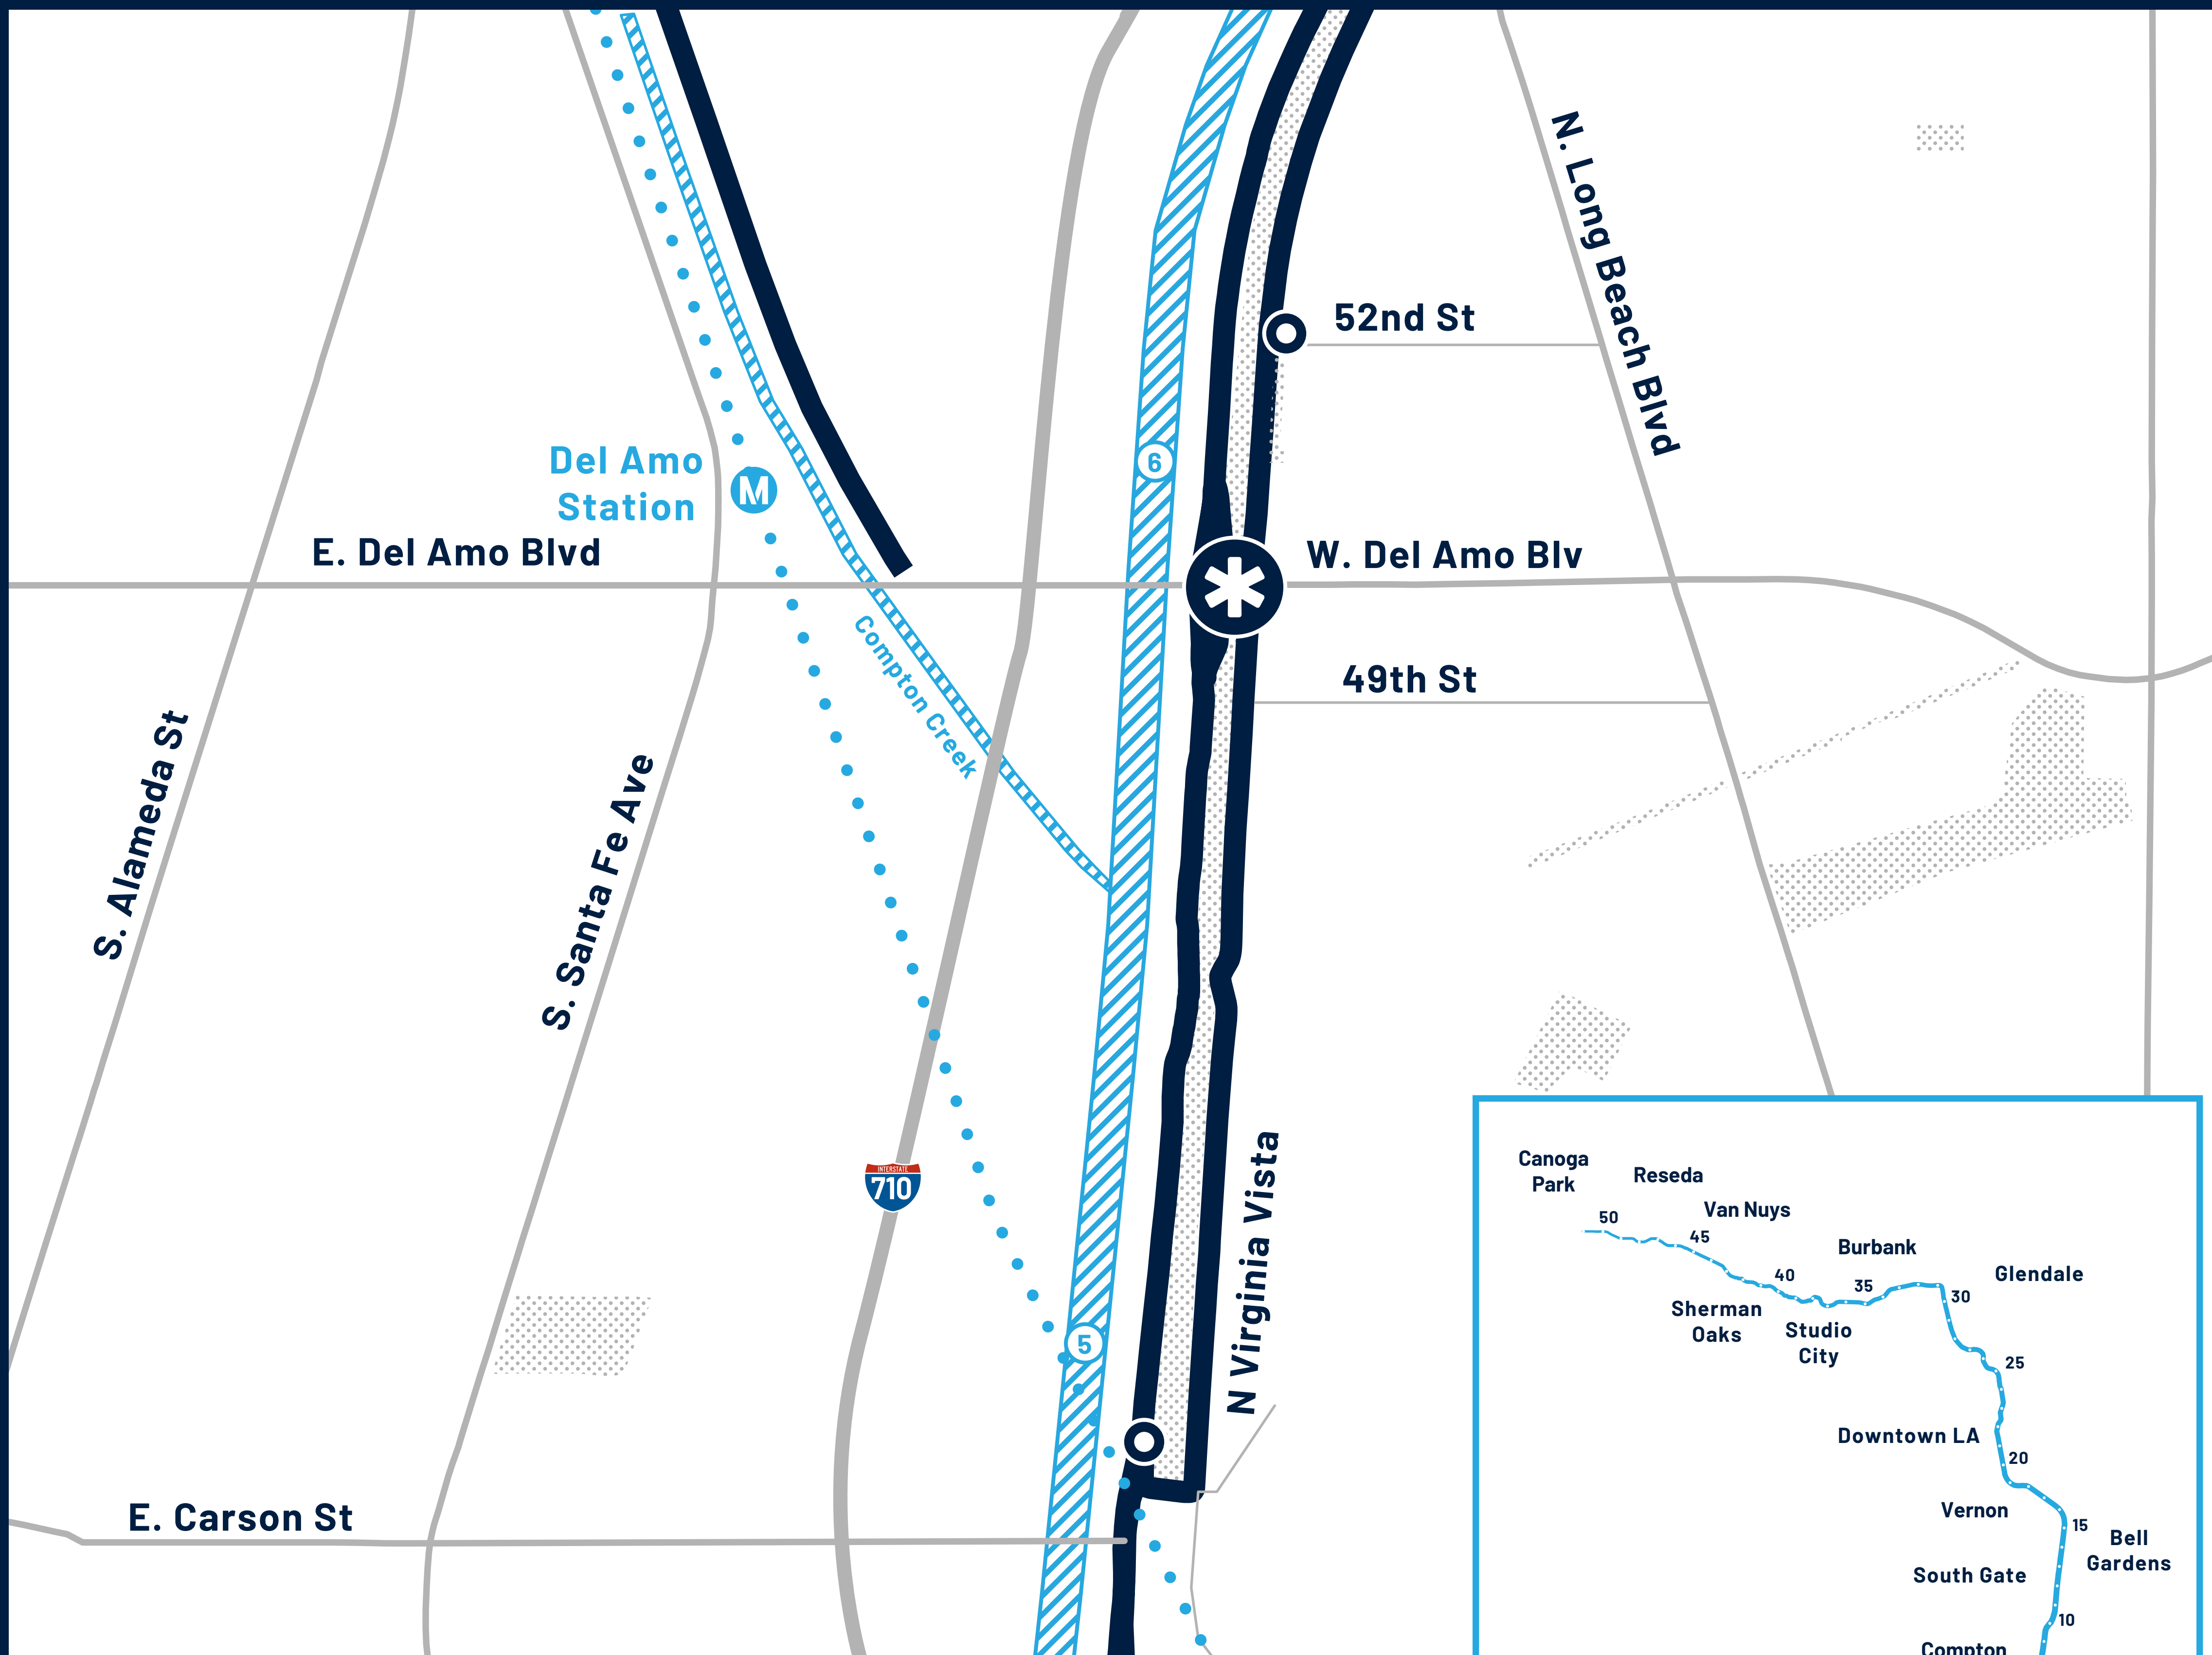 N. Long Beach Blvd
52nd St
Del Amo
Station
M
6
E. Del Amo Blvd
W. Del Amo Blv
Compton Creek
49th St
S. Alameda St
S. Santa Fe Ave
INTERSTATE
710
N Virginia Vista
5
E. Carson St
Canoga
Park
Reseda
Van Nuys
50
45
Burbank
Glendale
40
35
30
Sherman
Oaks
Studio
City
25
Downtown LA
20
Vernon
15
Bell
Gardens
South Gate
10
Compton